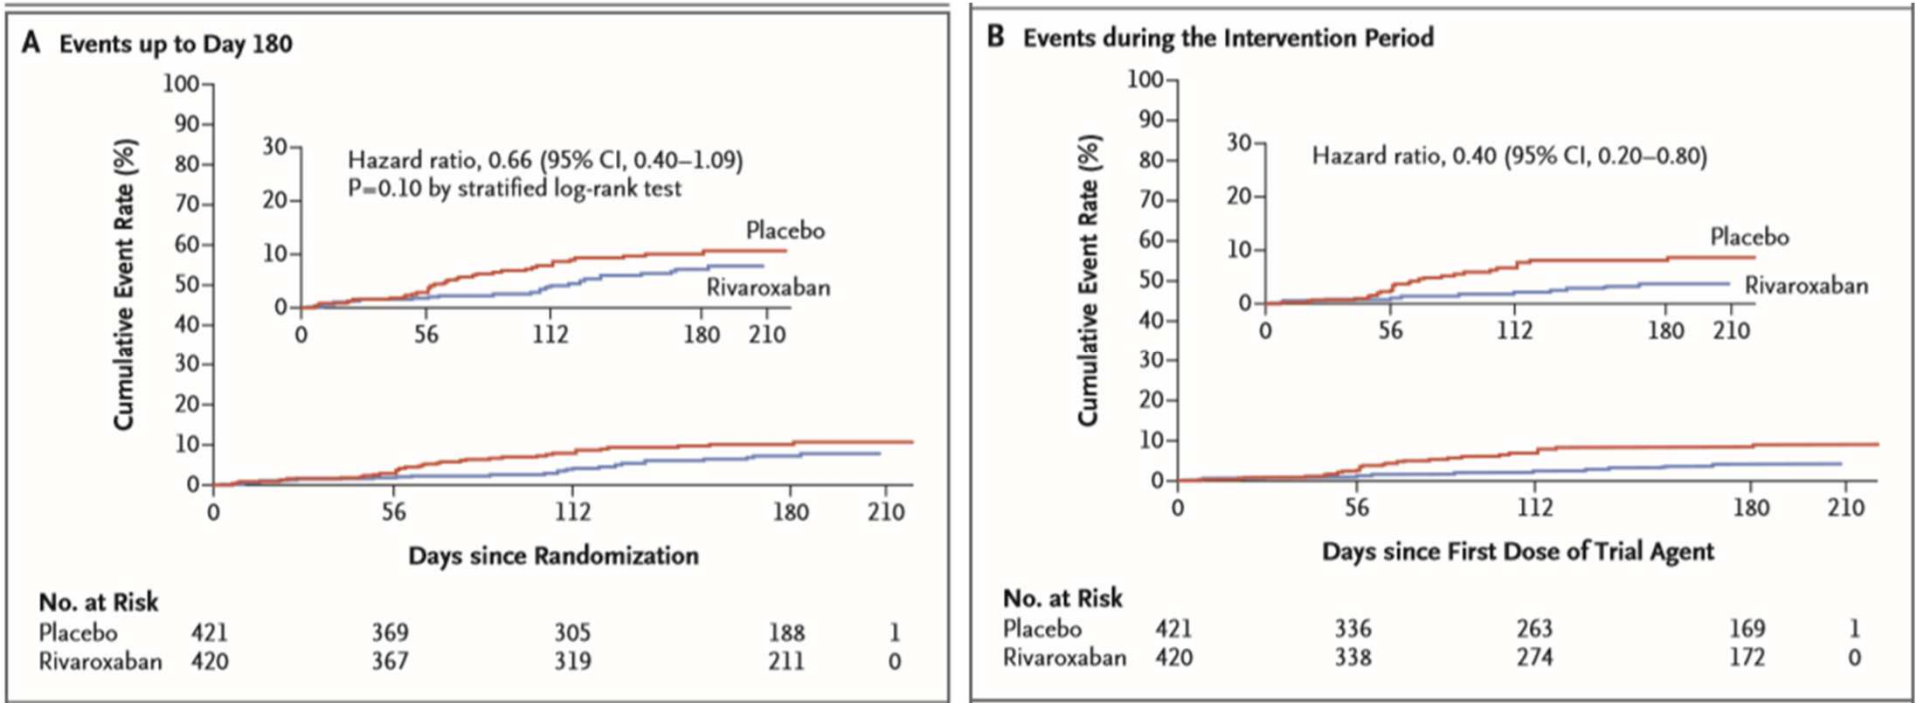 A Events up to Day 180
Cumulative Event Rate (%)
100
90
80
70
60
50
40
30
20
10
0
30
20
10
0
Hazard ratio, 0.66 (95% CI, 0.40–1.09)
P=0.10 by stratified log-rank test
Placebo
Rivaroxaban
0 56 112 180 210
0 56 112 180 210
Days since Randomization
No. at Risk
Placebo 421 369 305 188 1
Rivaroxaban 420 367 319 211 0
B Events during the Intervention Period
Cumulative Event Rate (%)
100
90
80
70
60
50
40
30
20
10
0
30
20
10
0
Hazard ratio, 0.40 (95% CI, 0.20–0.80)
Placebo
Rivaroxaban
0 56 112 180 210
0 56 112 180 210
Days since First Dose of Trial Agent
No. at Risk
Placebo 421 336 263 169 1
Rivaroxaban 420 338 274 172 0